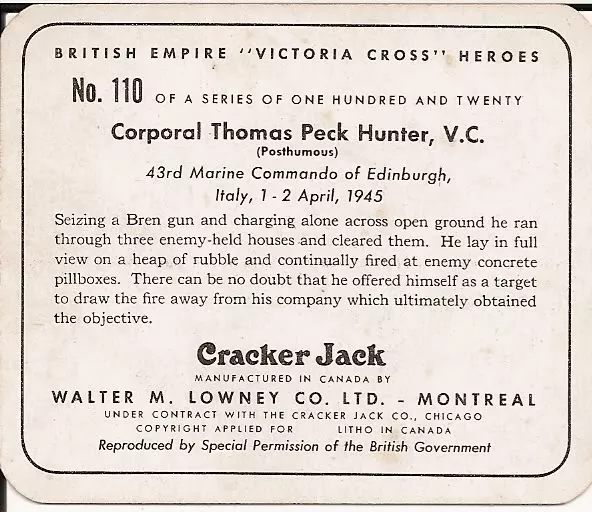 BRITISH EMPIRE "VICTORIA CROSS" HEROES
No. 110 OF A SERIES OF ONE HUNDRED AND TWENTY
Corporal Thomas Peck Hunter, V.C.
(Posthumous)
43rd Marine Commando of Edinburgh,
Italy, 1 - 2 April, 1945
Seizing a Bren gun and charging alone across open ground he ran
through three enemy-held houses and cleared them. He lay in full
view on a heap of rubble and continually fired at enemy concrete
pillboxes. There can be no doubt that he offered himself as a target
to draw the fire away from his company which ultimately obtained
the objective.
Cracker Jack
MANUFACTURED IN CANADA BY
WALTER M. LOWNEY CO. LTD. - MONTREAL
UNDER CONTRACT WITH THE CRACKER JACK CO., CHICAGO
COPYRIGHT APPLIED FOR LITHO IN CANADA
Reproduced by Special Permission of the British Government